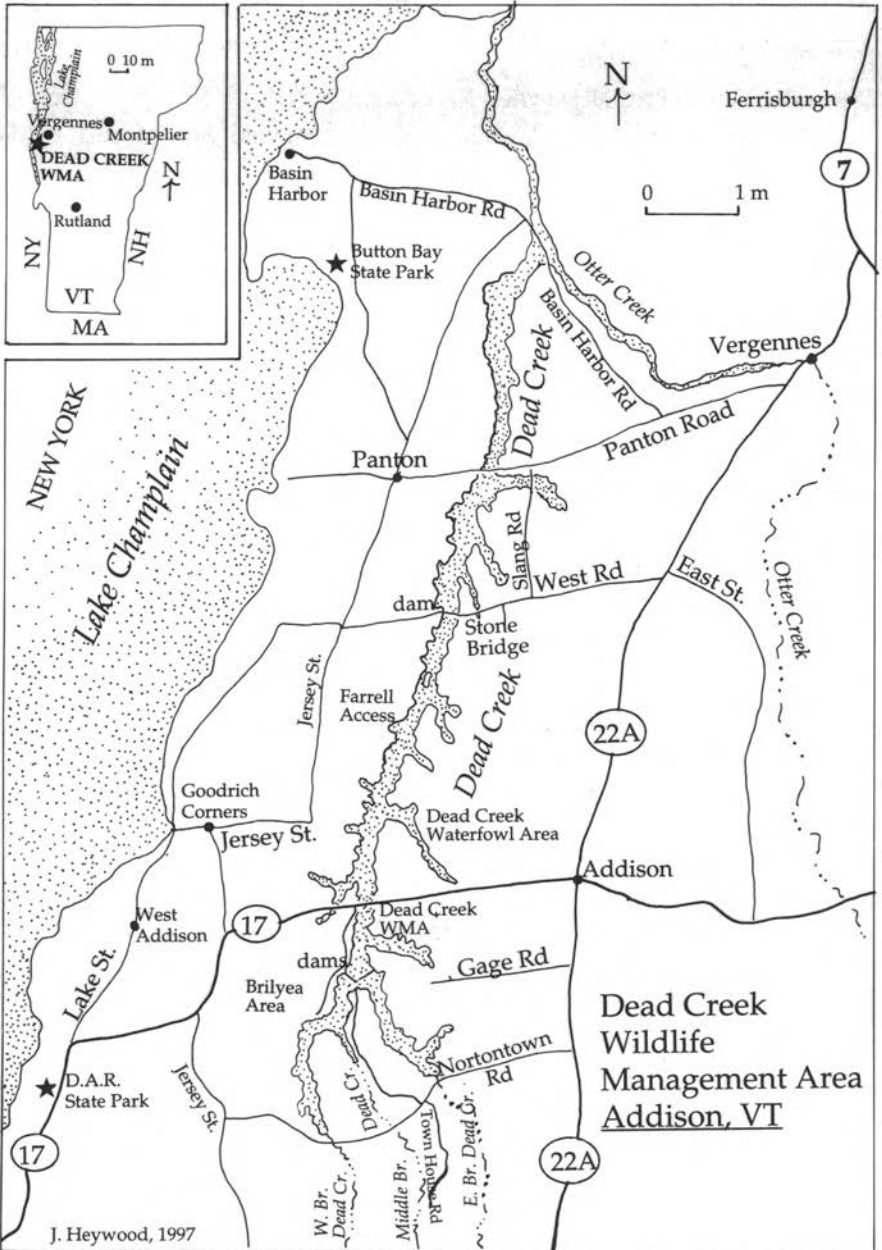 0 10 m
Lake
Champlain
Vergennes
Montpelier
DEAD CREEK
WMA
N
Rutland
NY
NH
VT
MA
N
Ferrisburgh
7
0 1 m
Basin
Harbor
Basin Harbor Rd
Button Bay
State Park
Otter Creek
Basin Harbor Rd
Dead Creek
Vergennes
Panton Road
Panton
NEW YORK
Lake Champlain
Slang Rd
West Rd
East St.
Otter Creek
dam
Stone
Bridge
Jersey St.
Farrell
Access
Dead Creek
22A
Goodrich
Corners
Jersey St.
Dead Creek
Waterfowl Area
Addison
West
Addison
17
Dead Creek
WMA
dams
Gage Rd
Brilyea
Area
Lake St.
Nortontown
Rd
Dead Creek
Wildlife
Management Area
Addison, VT
D.A.R.
State Park
Jersey St.
Dead Cr.
Town House Rd
E. Br. Dead Cr.
W. Br.
Dead Cr.
Middle Br.
17
22A
J. Heywood, 1997